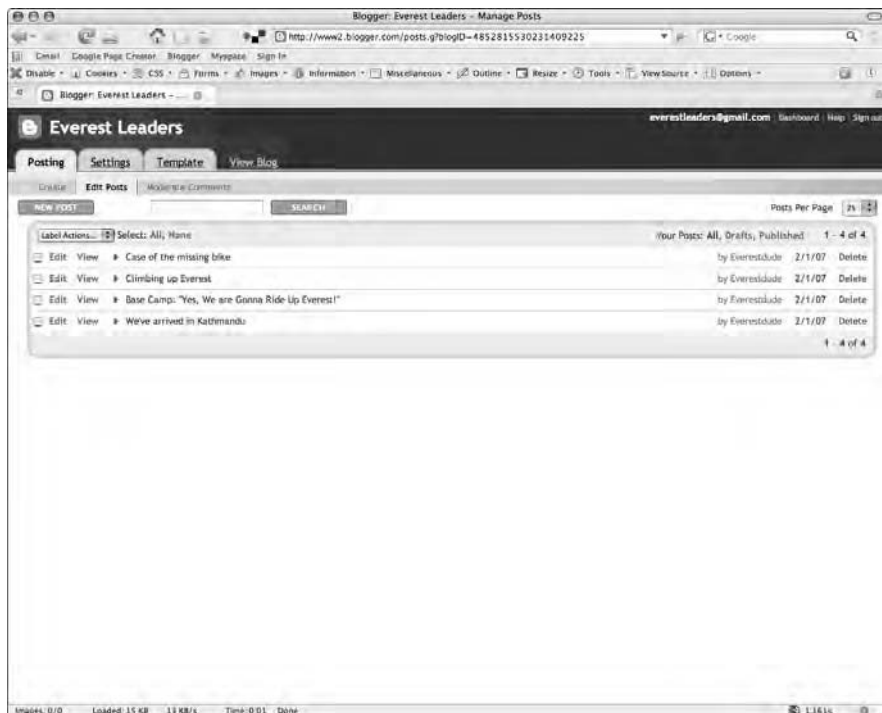 Blogger: Everest Leaders – Manage Posts
http://www2.blogger.com/posts.g?blogID=4852815530231409225 Google
Gmail Google Page Creator Blogger Myspace Sign In
Disable Cookies CSS Forms Images Information Miscellaneous Outline Resize Tools View Source Options
Blogger: Everest Leaders – ...
everestleaders@gmail.com Dashboard Help Sign out
Everest Leaders
Posting Settings Template View Blog
Create Edit Posts Moderate Comments
NEW POST SEARCH Posts Per Page 25
Label Actions... Select: All, None Your Posts: All, Drafts, Published 1 – 4 of 4
Edit View Case of the missing bike by Everestdude 2/1/07 Delete
Edit View Climbing up Everest by Everestdude 2/1/07 Delete
Edit View Base Camp: "Yes, We are Gonna Ride Up Everest!" by Everestdude 2/1/07 Delete
Edit View We've arrived in Kathmandu by Everestdude 2/1/07 Delete
1 – 4 of 4
Images: 0/0 Loaded: 15 KB 13 KB/s Time: 0:01 Done